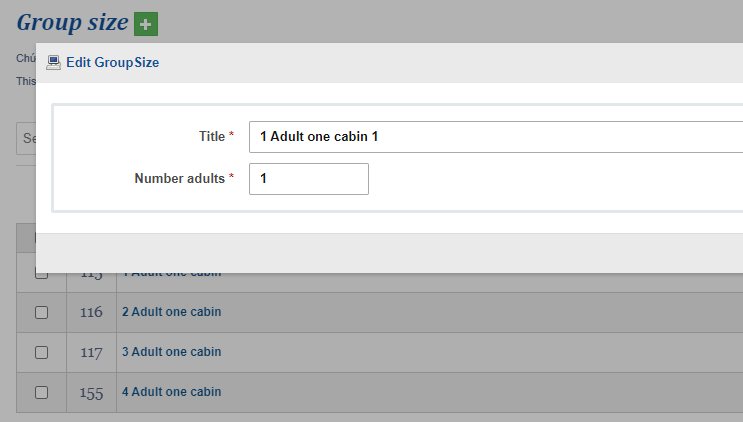 Group size
Chú
This
Edit GroupSize
Se
Title *
1 Adult one cabin 1
Number adults *
1
115 1 Adult one cabin
116 2 Adult one cabin
117 3 Adult one cabin
155 4 Adult one cabin